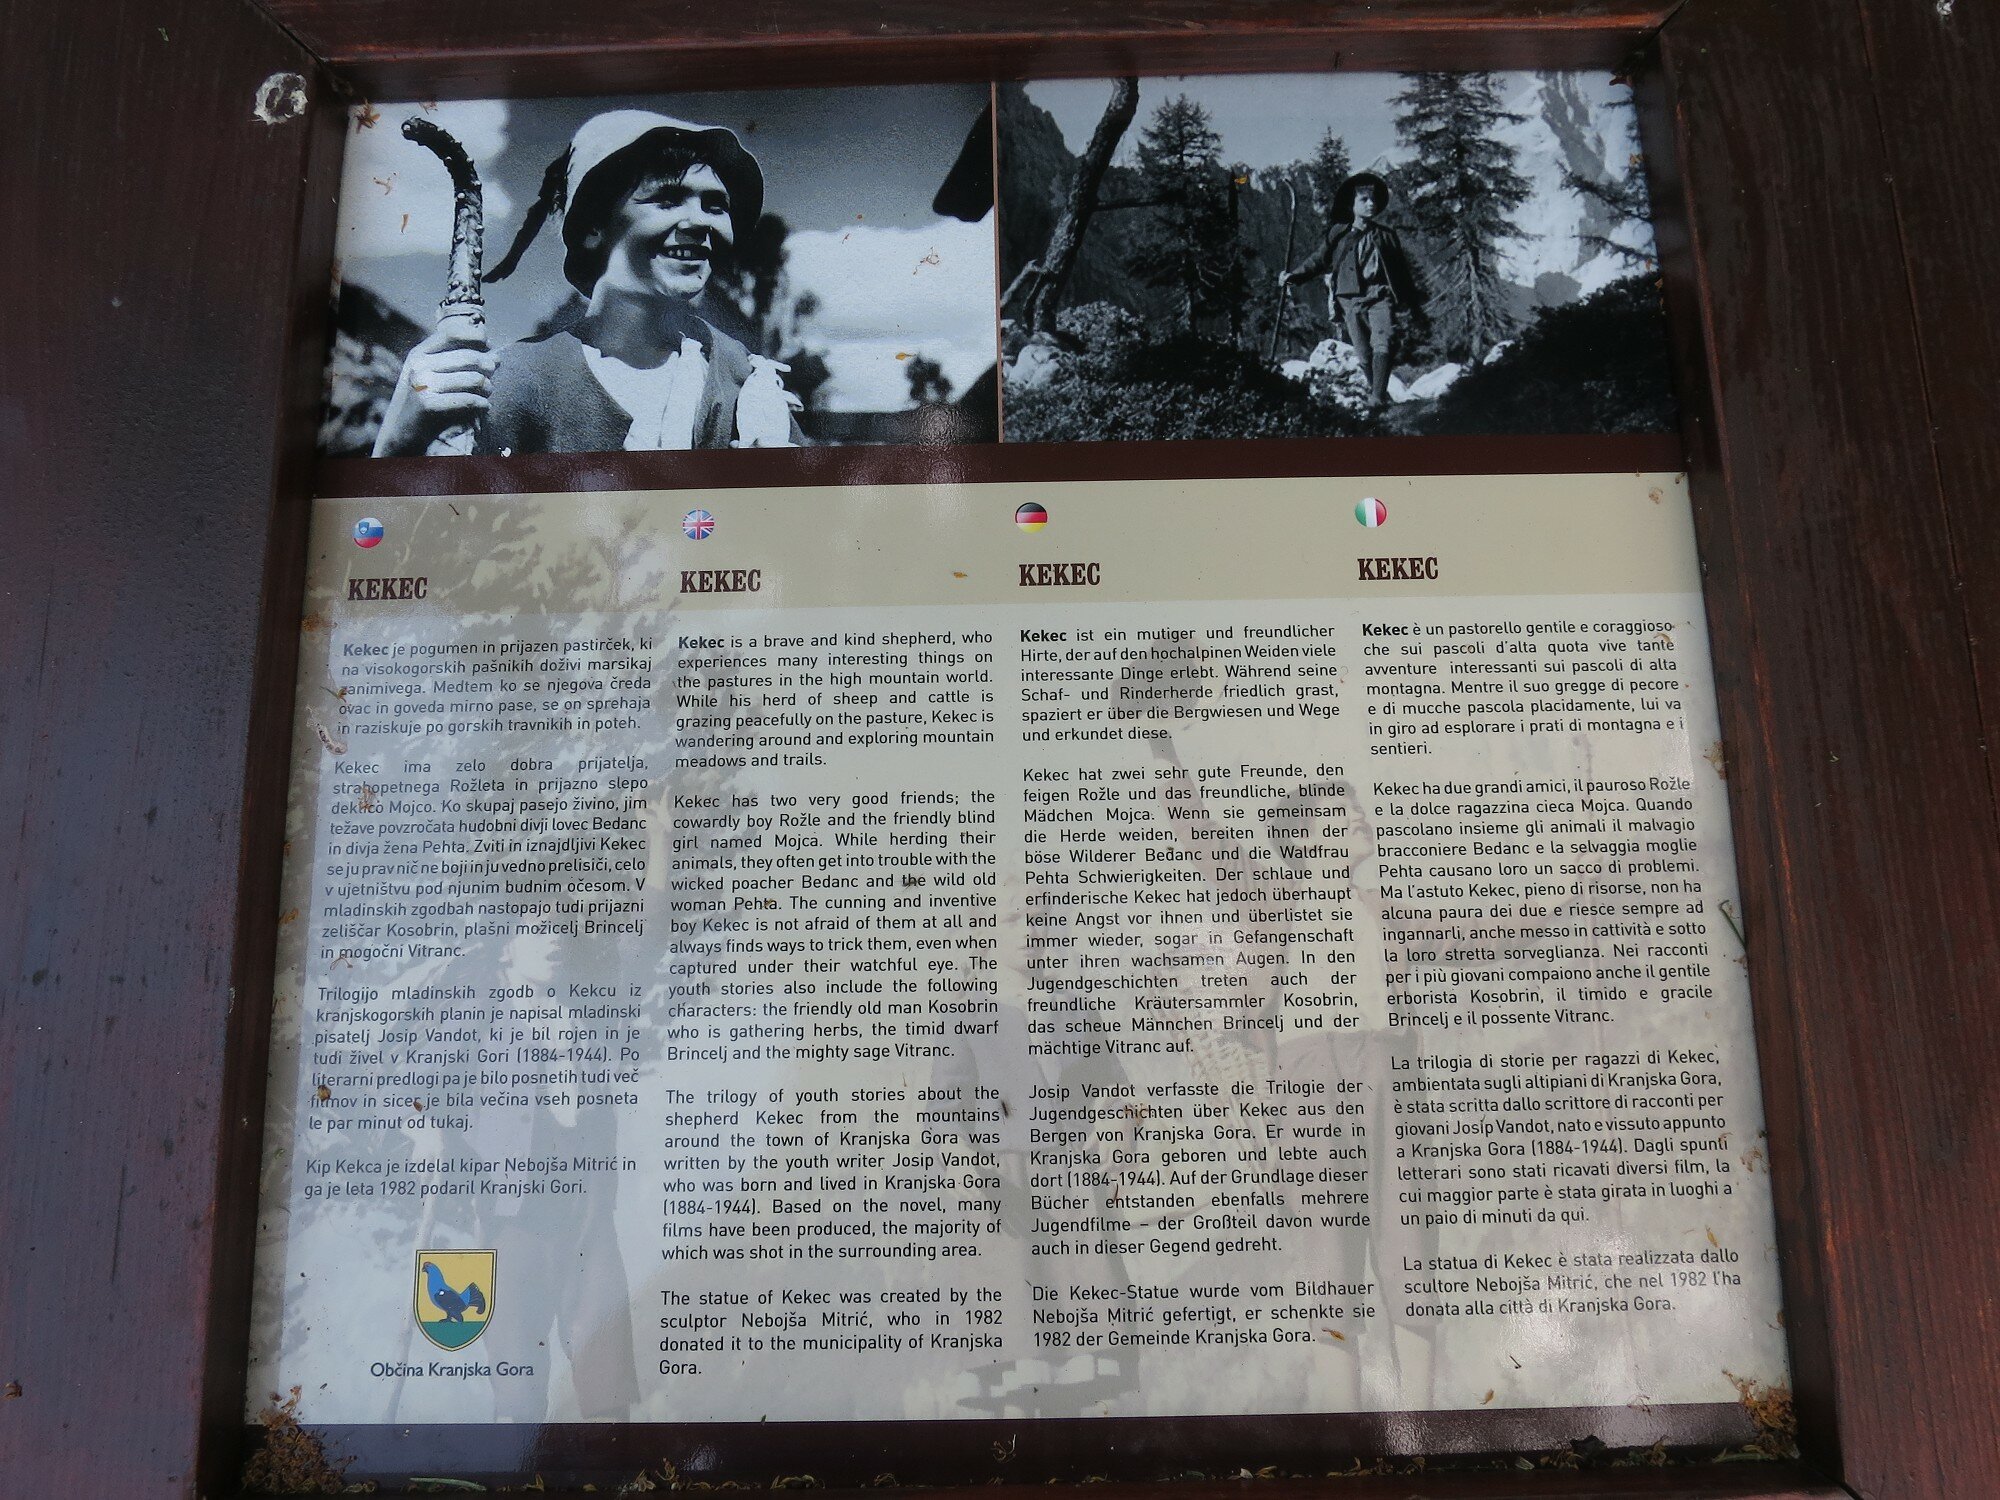 KEKEC
Kekec je pogumen in prijazen pastirček, ki
na visokogorskih pašnikih doživi marsikaj
zanimivega. Medtem ko se njegova čreda
ovac in goveda mirno pase, se on sprehaja
in raziskuje po gorskih travnikih in poteh.
Kekec ima zelo dobra prijatelja,
strahopetnega Rožleta in prijazno slepo
deklico Mojco. Ko skupaj pasejo živino, jim
težave povzročata hudobni divji lovec Bedanc
in divja žena Pehta. Zviti in iznajdljivi Kekec
se ju prav nič ne boji in ju vedno prelisiči, celo
v ujetništvu pod njunim budnim očesom. V
mladinskih zgodbah nastopajo tudi prijazni
zeliščar Kosobrin, plašni možicelj Brincelj
in mogočni Vitranc.
Trilogijo mladinskih zgodb o Kekcu iz
kranjskogorskih planin je napisal mladinski
pisatelj Josip Vandot, ki je bil rojen in je
tudi živel v Kranjski Gori (1884-1944). Po
literarni predlogi pa je bilo posnetih tudi več
filmov in sicer je bila večina vseh posneta
le par minut od tukaj.
Kip Kekca je izdelal kipar Nebojša Mitrić in
ga je leta 1982 podaril Kranjski Gori.
Občina Kranjska Gora
KEKEC
Kekec is a brave and kind shepherd, who
experiences many interesting things on
the pastures in the high mountain world.
While his herd of sheep and cattle is
grazing peacefully on the pasture, Kekec is
wandering around and exploring mountain
meadows and trails.
Kekec has two very good friends; the
cowardly boy Rožle and the friendly blind
girl named Mojca. While herding their
animals, they often get into trouble with the
wicked poacher Bedanc and the wild old
woman Pehta. The cunning and inventive
boy Kekec is not afraid of them at all and
always finds ways to trick them, even when
captured under their watchful eye. The
youth stories also include the following
characters: the friendly old man Kosobrin
who is gathering herbs, the timid dwarf
Brincelj and the mighty sage Vitranc.
The trilogy of youth stories about the
shepherd Kekec from the mountains
around the town of Kranjska Gora was
written by the youth writer Josip Vandot,
who was born and lived in Kranjska Gora
(1884-1944). Based on the novel, many
films have been produced, the majority of
which was shot in the surrounding area.
The statue of Kekec was created by the
sculptor Nebojša Mitrić, who in 1982
donated it to the municipality of Kranjska
Gora.
KEKEC
Kekec ist ein mutiger und freundlicher
Hirte, der auf den hochalpinen Weiden viele
interessante Dinge erlebt. Während seine
Schaf- und Rinderherde friedlich grast,
spaziert er über die Bergwiesen und Wege
und erkundet diese.
Kekec hat zwei sehr gute Freunde, den
feigen Rožle und das freundliche, blinde
Mädchen Mojca. Wenn sie gemeinsam
die Herde weiden, bereiten ihnen der
böse Wilderer Bedanc und die Waldfrau
Pehta Schwierigkeiten. Der schlaue und
erfinderische Kekec hat jedoch überhaupt
keine Angst vor ihnen und überlistet sie
immer wieder, sogar in Gefangenschaft
unter ihren wachsamen Augen. In den
Jugendgeschichten treten auch der
freundliche Kräutersammler Kosobrin,
das scheue Männchen Brincelj und der
mächtige Vitranc auf.
Josip Vandot verfasste die Trilogie der
Jugendgeschichten über Kekec aus den
Bergen von Kranjska Gora. Er wurde in
Kranjska Gora geboren und lebte auch
dort (1884-1944). Auf der Grundlage dieser
Bücher entstanden ebenfalls mehrere
Jugendfilme – der Großteil davon wurde
auch in dieser Gegend gedreht.
Die Kekec-Statue wurde vom Bildhauer
Nebojša Mitrić gefertigt, er schenkte sie
1982 der Gemeinde Kranjska Gora.
KEKEC
Kekec è un pastorello gentile e coraggioso
che sui pascoli d'alta quota vive tante
avventure interessanti sui pascoli di alta
montagna. Mentre il suo gregge di pecore
e di mucche pascola placidamente, lui va
in giro ad esplorare i prati di montagna e i
sentieri.
Kekec ha due grandi amici, il pauroso Rožle
e la dolce ragazzina cieca Mojca. Quando
pascolano insieme gli animali il malvagio
bracconiere Bedanc e la selvaggia moglie
Pehta causano loro un sacco di problemi.
Ma l'astuto Kekec, pieno di risorse, non ha
alcuna paura dei due e riesce sempre ad
ingannarli, anche messo in cattività e sotto
la loro stretta sorveglianza. Nei racconti
per i più giovani compaiono anche il gentile
erborista Kosobrin, il timido e gracile
Brincelj e il possente Vitranc.
La trilogia di storie per ragazzi di Kekec,
ambientata sugli altipiani di Kranjska Gora,
è stata scritta dallo scrittore di racconti per
giovani Josip Vandot, nato e vissuto appunto
a Kranjska Gora (1884-1944). Dagli spunti
letterari sono stati ricavati diversi film, la
cui maggior parte è stata girata in luoghi a
un paio di minuti da qui.
La statua di Kekec è stata realizzata dallo
scultore Nebojša Mitrić, che nel 1982 l'ha
donata alla città di Kranjska Gora.